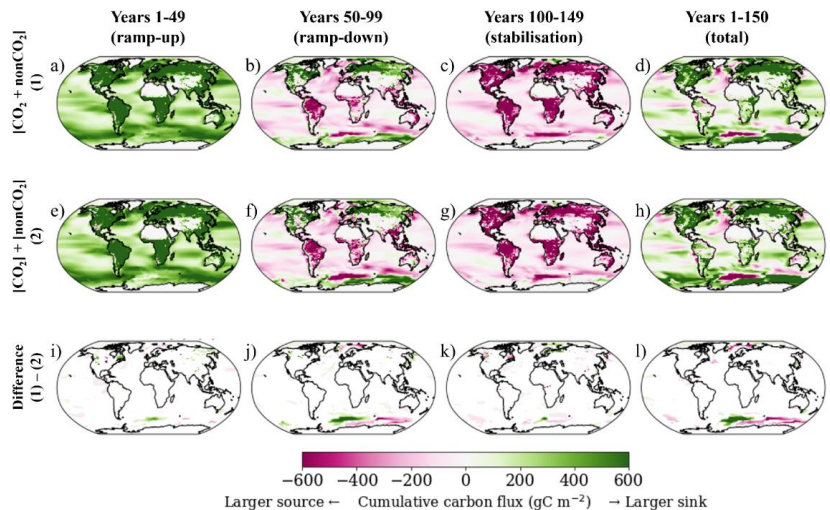 Years 1-49 Years 50-99 Years 100-149 Years 1-150
(ramp-up) (ramp-down) (stabilisation) (total)
|CO₂ + nonCO₂|
(1)
a) b) c) d)
|CO₂| + |nonCO₂|
(2)
e) f) g) h)
Difference
(1) – (2)
i) j) k) l)
−600 −400 −200 0 200 400 600
Larger source ← Cumulative carbon flux (gC m⁻²) → Larger sink